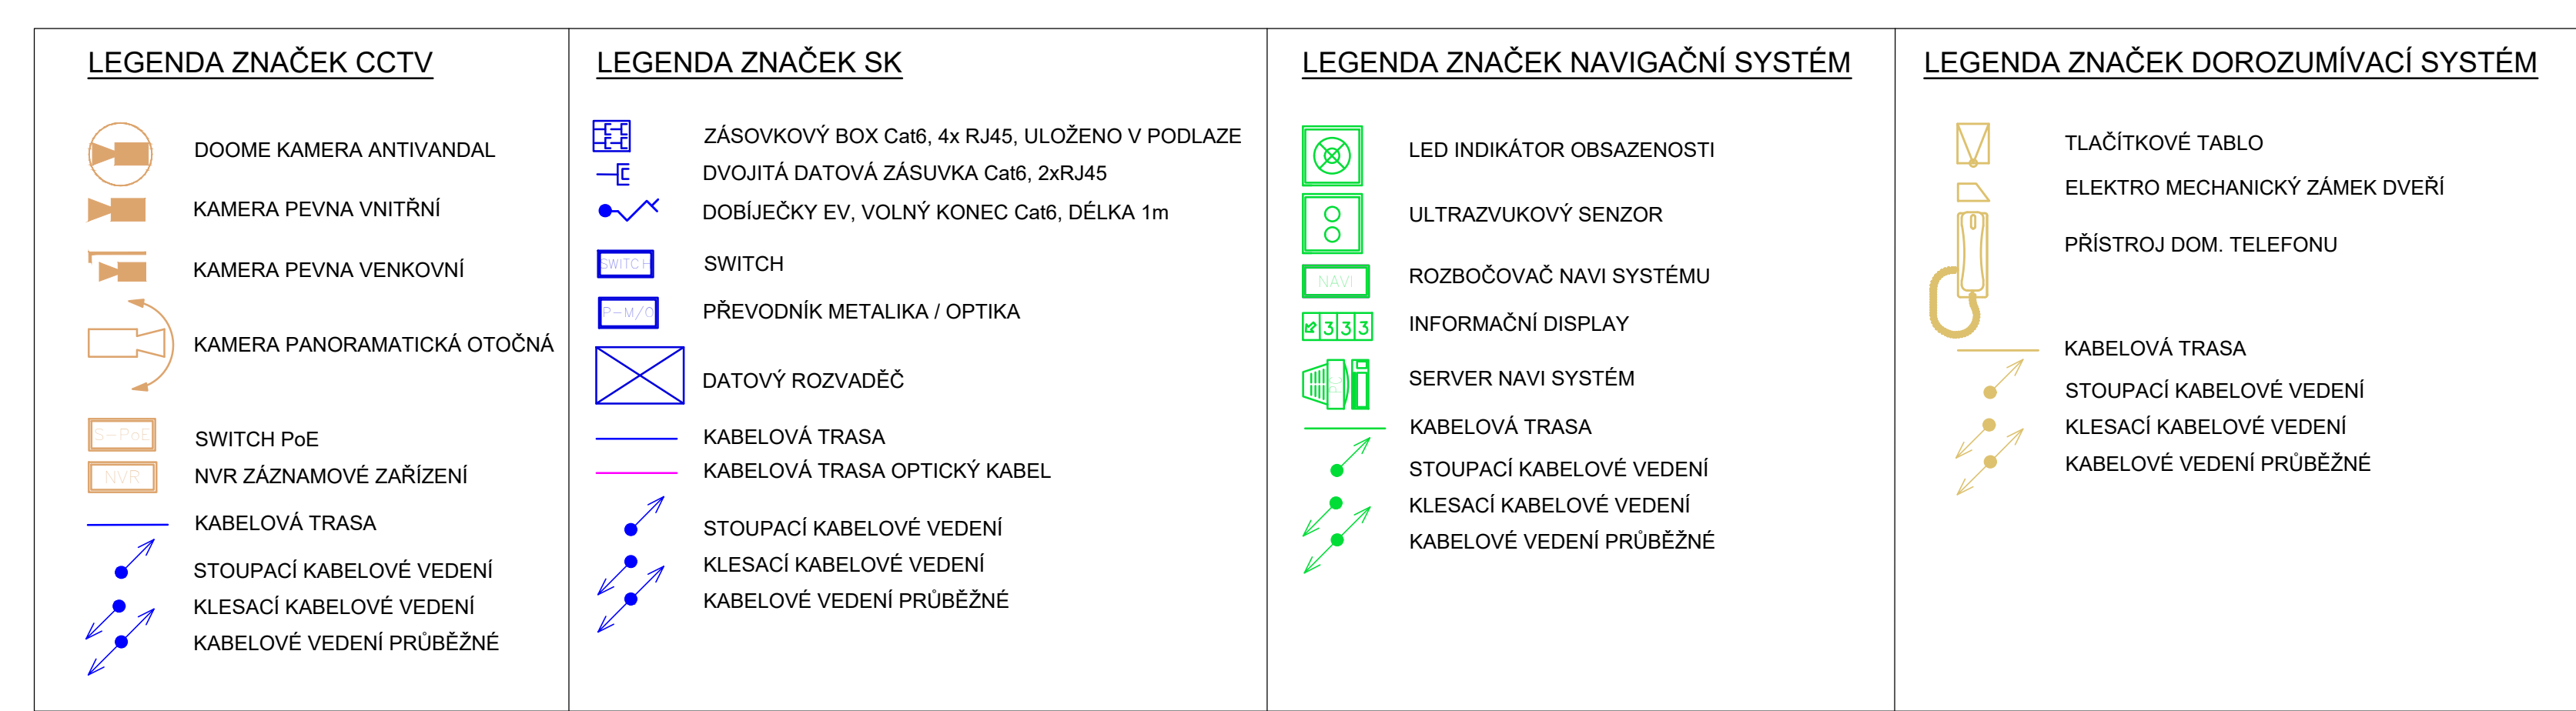 LEGENDA ZNAČEK CCTV
DOOME KAMERA ANTIVANDAL
KAMERA PEVNA VNITŘNÍ
KAMERA PEVNA VENKOVNÍ
KAMERA PANORAMATICKÁ OTOČNÁ
S-PoE
SWITCH PoE
NVR
NVR ZÁZNAMOVÉ ZAŘÍZENÍ
KABELOVÁ TRASA
STOUPACÍ KABELOVÉ VEDENÍ
KLESACÍ KABELOVÉ VEDENÍ
KABELOVÉ VEDENÍ PRŮBĚŽNÉ
LEGENDA ZNAČEK SK
ZÁSOVKOVÝ BOX Cat6, 4x RJ45, ULOŽENO V PODLAZE
DVOJITÁ DATOVÁ ZÁSUVKA Cat6, 2xRJ45
DOBÍJEČKY EV, VOLNÝ KONEC Cat6, DÉLKA 1m
SWITCH
SWITCH
P-M/O
PŘEVODNÍK METALIKA / OPTIKA
DATOVÝ ROZVADĚČ
KABELOVÁ TRASA
KABELOVÁ TRASA OPTICKÝ KABEL
STOUPACÍ KABELOVÉ VEDENÍ
KLESACÍ KABELOVÉ VEDENÍ
KABELOVÉ VEDENÍ PRŮBĚŽNÉ
LEGENDA ZNAČEK NAVIGAČNÍ SYSTÉM
LED INDIKÁTOR OBSAZENOSTI
ULTRAZVUKOVÝ SENZOR
NAVI
ROZBOČOVAČ NAVI SYSTÉMU
333
INFORMAČNÍ DISPLAY
PC
SERVER NAVI SYSTÉM
KABELOVÁ TRASA
STOUPACÍ KABELOVÉ VEDENÍ
KLESACÍ KABELOVÉ VEDENÍ
KABELOVÉ VEDENÍ PRŮBĚŽNÉ
LEGENDA ZNAČEK DOROZUMÍVACÍ SYSTÉM
TLAČÍTKOVÉ TABLO
ELEKTRO MECHANICKÝ ZÁMEK DVEŘÍ
PŘÍSTROJ DOM. TELEFONU
KABELOVÁ TRASA
STOUPACÍ KABELOVÉ VEDENÍ
KLESACÍ KABELOVÉ VEDENÍ
KABELOVÉ VEDENÍ PRŮBĚŽNÉ